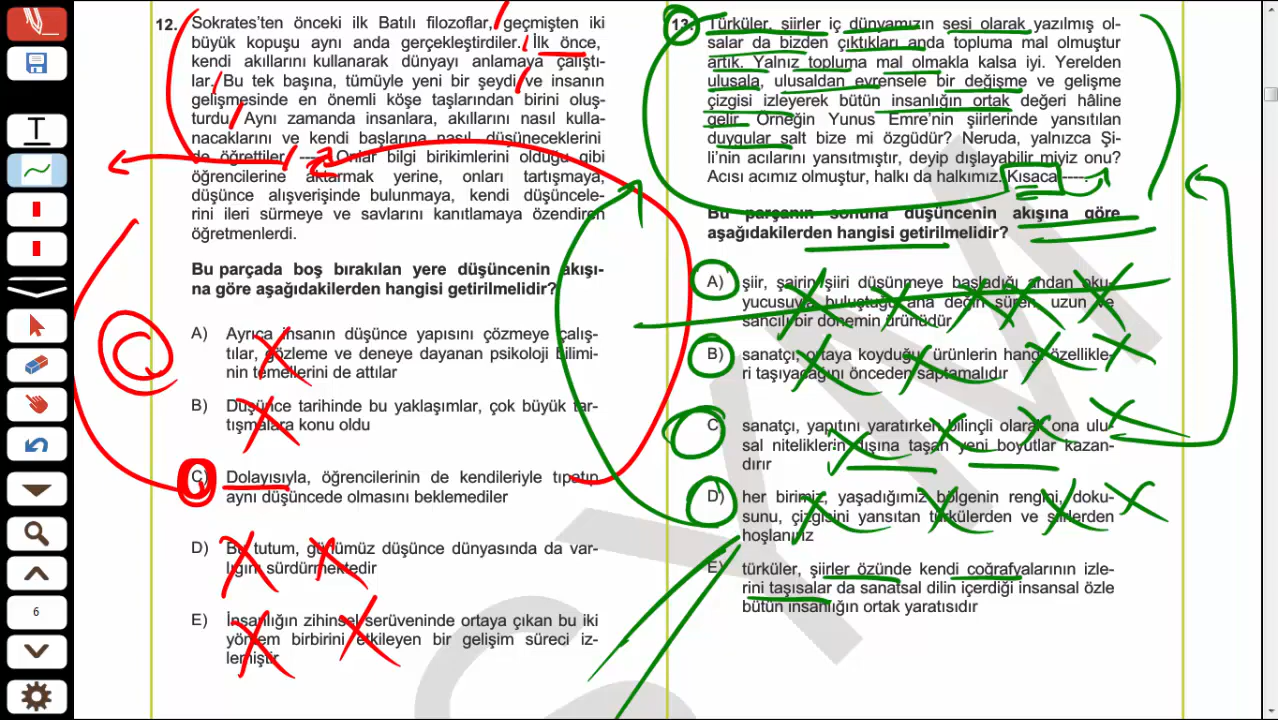 12. Sokrates'ten önceki ilk Batılı filozoflar, geçmişten iki
büyük kopuşu aynı anda gerçekleştirdiler. İlk önce,
kendi akıllarını kullanarak dünyayı anlamaya çalıştı-
lar. Bu tek başına, tümüyle yeni bir şeydi ve insanın
gelişmesinde en önemli köşe taşlarından birini oluş-
turdu. Aynı zamanda insanlara, akıllarını nasıl kulla-
nacaklarını ve kendi başlarına nasıl düşüneceklerini
de öğrettiler. ---- Onlar bilgi birikimlerini olduğu gibi
öğrencilerine aktarmak yerine, onları tartışmaya,
düşünce alışverişinde bulunmaya, kendi düşüncele-
rini ileri sürmeye ve savlarını kanıtlamaya özendiren
öğretmenlerdi.
Bu parçada boş bırakılan yere düşüncenin akışı-
na göre aşağıdakilerden hangisi getirilmelidir?
A) Ayrıca insanın düşünce yapısını çözmeye çalış-
tılar, gözleme ve deneye dayanan psikoloji bilimi-
nin temellerini de attılar
B) Düşünce tarihinde bu yaklaşımlar, çok büyük tar-
tışmalara konu oldu
C) Dolayısıyla, öğrencilerinin de kendileriyle tıpatıp
aynı düşüncede olmasını beklemediler
D) Bu tutum, günümüz düşünce dünyasında da var-
lığını sürdürmektedir
E) İnsanlığın zihinsel serüveninde ortaya çıkan bu iki
yöntem birbirini etkileyen bir gelişim süreci iz-
lemiştir
13. Türküler, şiirler iç dünyamızın sesi olarak yazılmış ol-
salar da bizden çıktıkları anda topluma mal olmuştur
artık. Yalnız topluma mal olmakla kalsa iyi. Yerelden
ulusala, ulusaldan evrensele bir değişme ve gelişme
çizgisi izleyerek bütün insanlığın ortak değeri hâline
gelir. Örneğin Yunus Emre'nin şiirlerinde yansıtılan
duygular salt bize mi özgüdür? Neruda, yalnızca Şi-
li'nin acılarını yansıtmıştır, deyip dışlayabilir miyiz onu?
Acısı acımız olmuştur, halkı da halkımız. Kısaca ----.
Bu parçanın sonuna düşüncenin akışına göre
aşağıdakilerden hangisi getirilmelidir?
A) şiir, şairin şiiri düşünmeye başladığı andan oku-
yucusuyla buluştuğu ana değin süren, uzun ve
sancılı bir dönemin ürünüdür
B) sanatçı, ortaya koyduğu ürünlerin hangi özellikle-
ri taşıyacağını önceden saptamalıdır
C) sanatçı, yapıtını yaratırken bilinçli olarak ona ulu-
sal niteliklerin dışına taşan yeni boyutlar kazan-
dırır
D) her birimiz, yaşadığımız bölgenin rengini, doku-
sunu, çizgisini yansıtan türkülerden ve şiirlerden
hoşlanırız
E) türküler, şiirler özünde kendi coğrafyalarının izle-
rini taşısalar da sanatsal dilin içerdiği insansal özle
bütün insanlığın ortak yaratısıdır
6